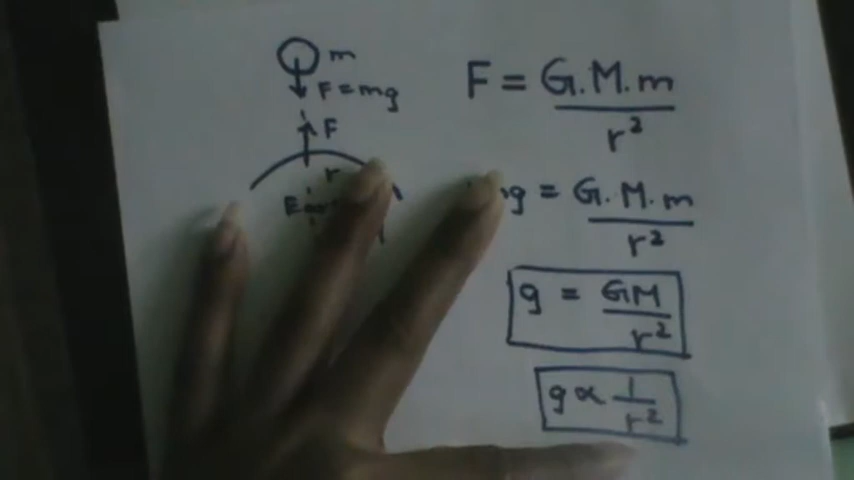 m
F = mg
F
r
F = G.M.m / r²
g = G.M.m / r²
g = GM / r²
g ∝ 1 / r²